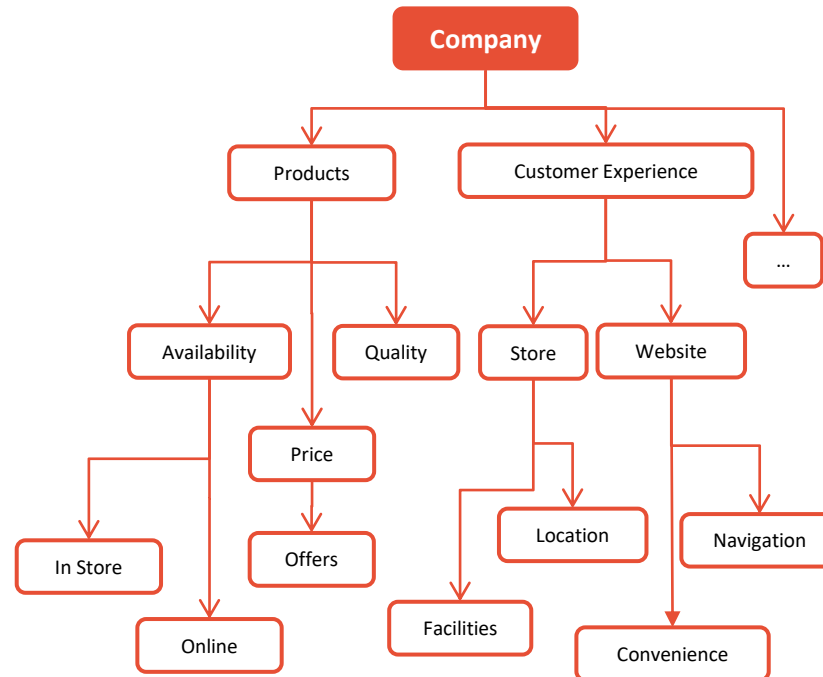 Company
Products
Customer Experience
...
Availability
Quality
Store
Website
Price
In Store
Offers
Location
Navigation
Online
Facilities
Convenience